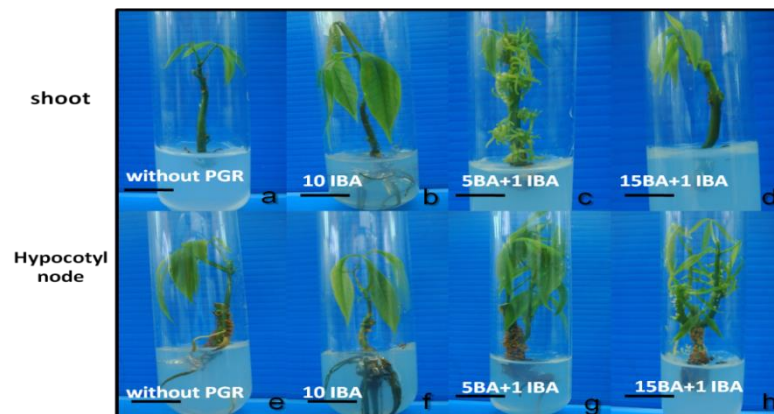 shoot
without PGR
a
10 IBA
b
5BA+1 IBA
c
15BA+1 IBA
d
Hypocotyl
node
without PGR
e
10 IBA
f
5BA+1 IBA
g
15BA+1 IBA
h